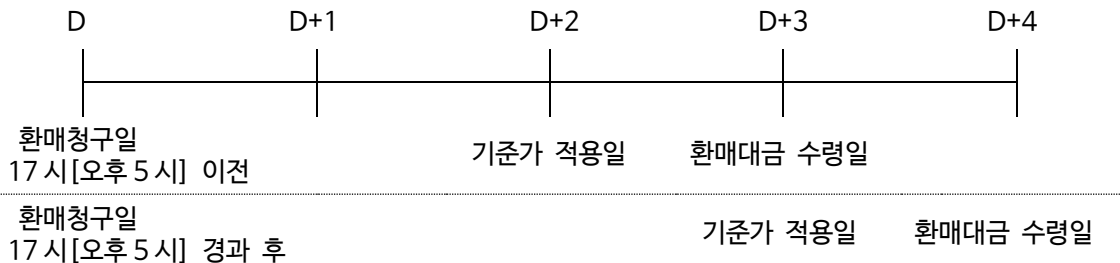 D D+1 D+2 D+3 D+4
환매청구일
17시[오후 5시] 이전
기준가 적용일 환매대금 수령일
환매청구일
17시[오후 5시] 경과 후
기준가 적용일 환매대금 수령일